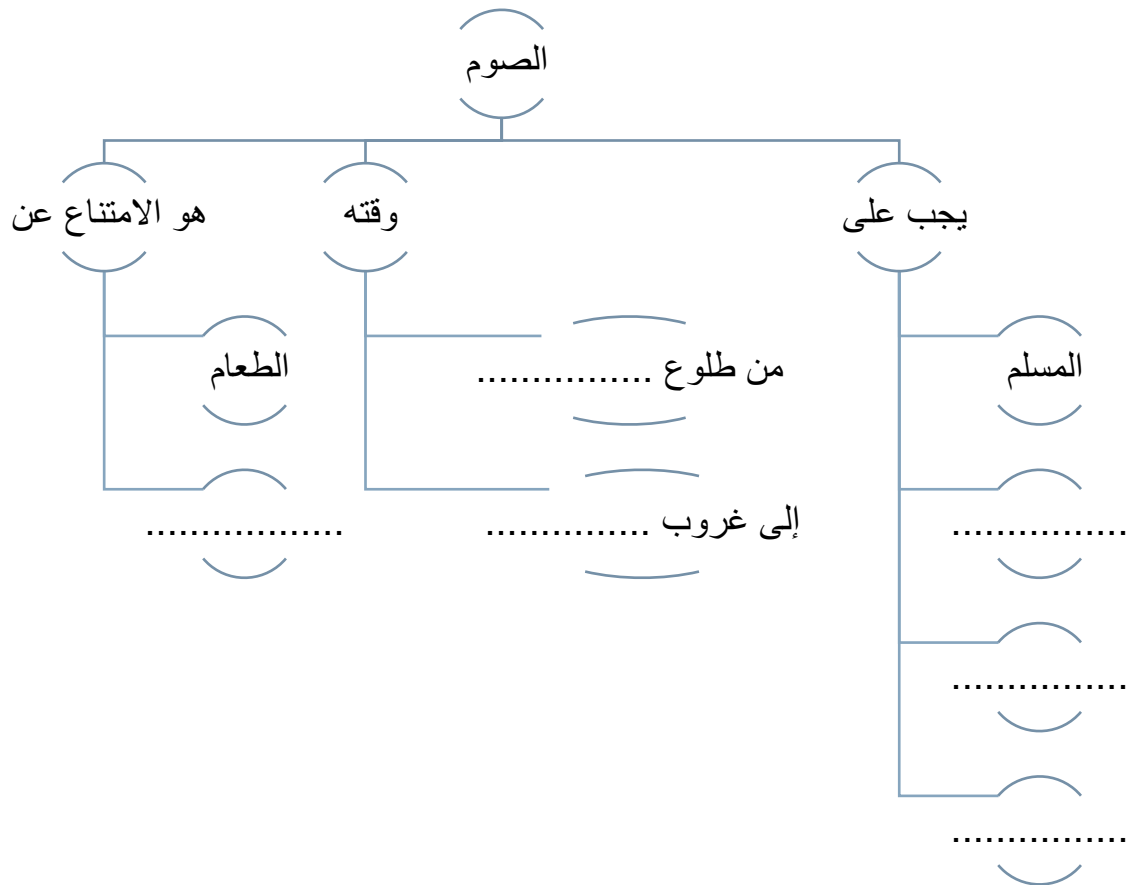 الصوم
يجب على
المسلم
................
................
................
وقته
من طلوع ................
إلى غروب ...............
هو الامتناع عن
الطعام
..................